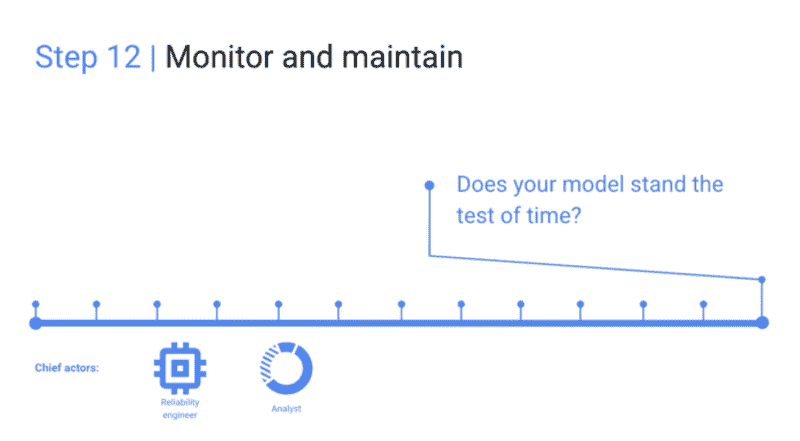 Step 12 | Monitor and maintain
Does your model stand the
test of time?
Chief actors:
Reliability
engineer
Analyst